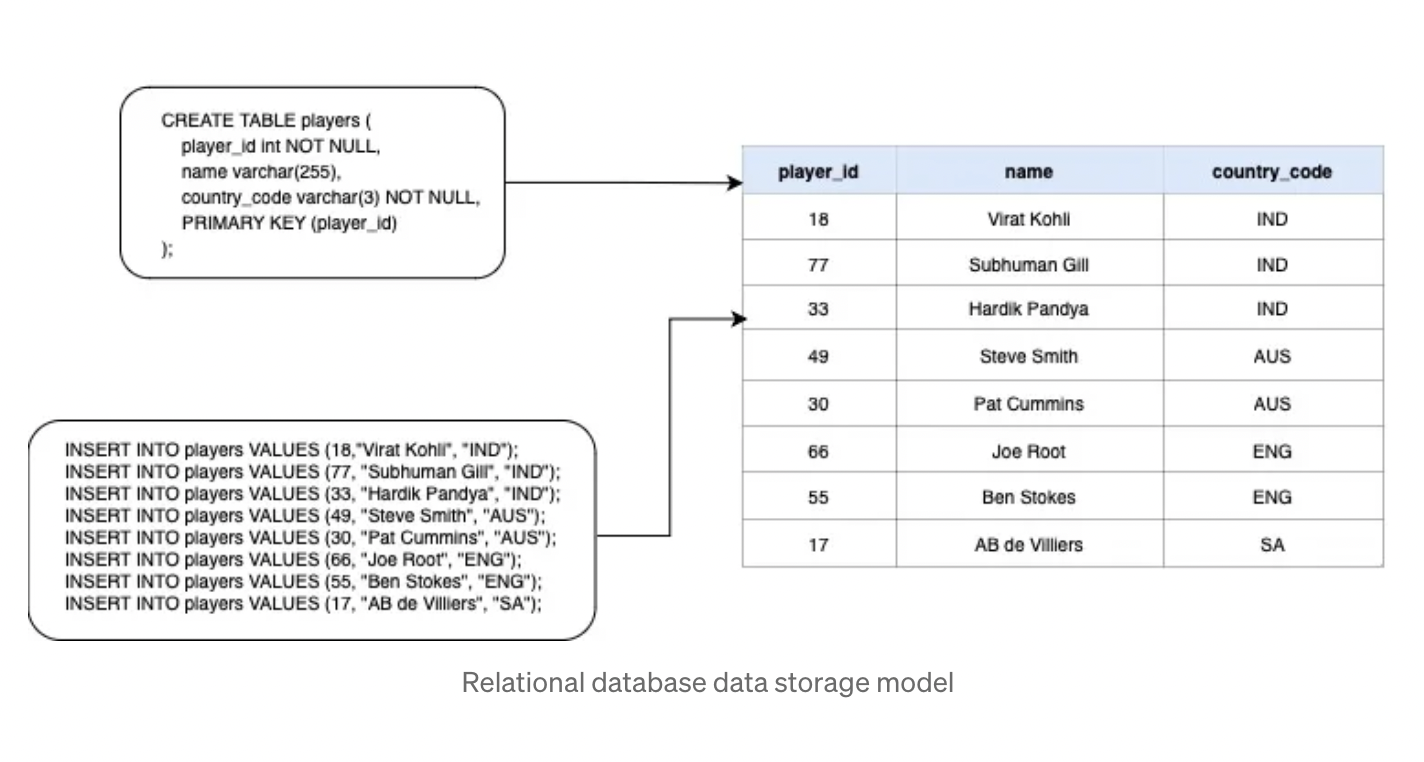 CREATE TABLE players (
player_id int NOT NULL,
name varchar(255),
country_code varchar(3) NOT NULL,
PRIMARY KEY (player_id)
);
INSERT INTO players VALUES (18,"Virat Kohli", "IND");
INSERT INTO players VALUES (77, "Subhuman Gill", "IND");
INSERT INTO players VALUES (33, "Hardik Pandya", "IND");
INSERT INTO players VALUES (49, "Steve Smith", "AUS");
INSERT INTO players VALUES (30, "Pat Cummins", "AUS");
INSERT INTO players VALUES (66, "Joe Root", "ENG");
INSERT INTO players VALUES (55, "Ben Stokes", "ENG");
INSERT INTO players VALUES (17, "AB de Villiers", "SA");
player_id name country_code
18 Virat Kohli IND
77 Subhuman Gill IND
33 Hardik Pandya IND
49 Steve Smith AUS
30 Pat Cummins AUS
66 Joe Root ENG
55 Ben Stokes ENG
17 AB de Villiers SA
Relational database data storage model